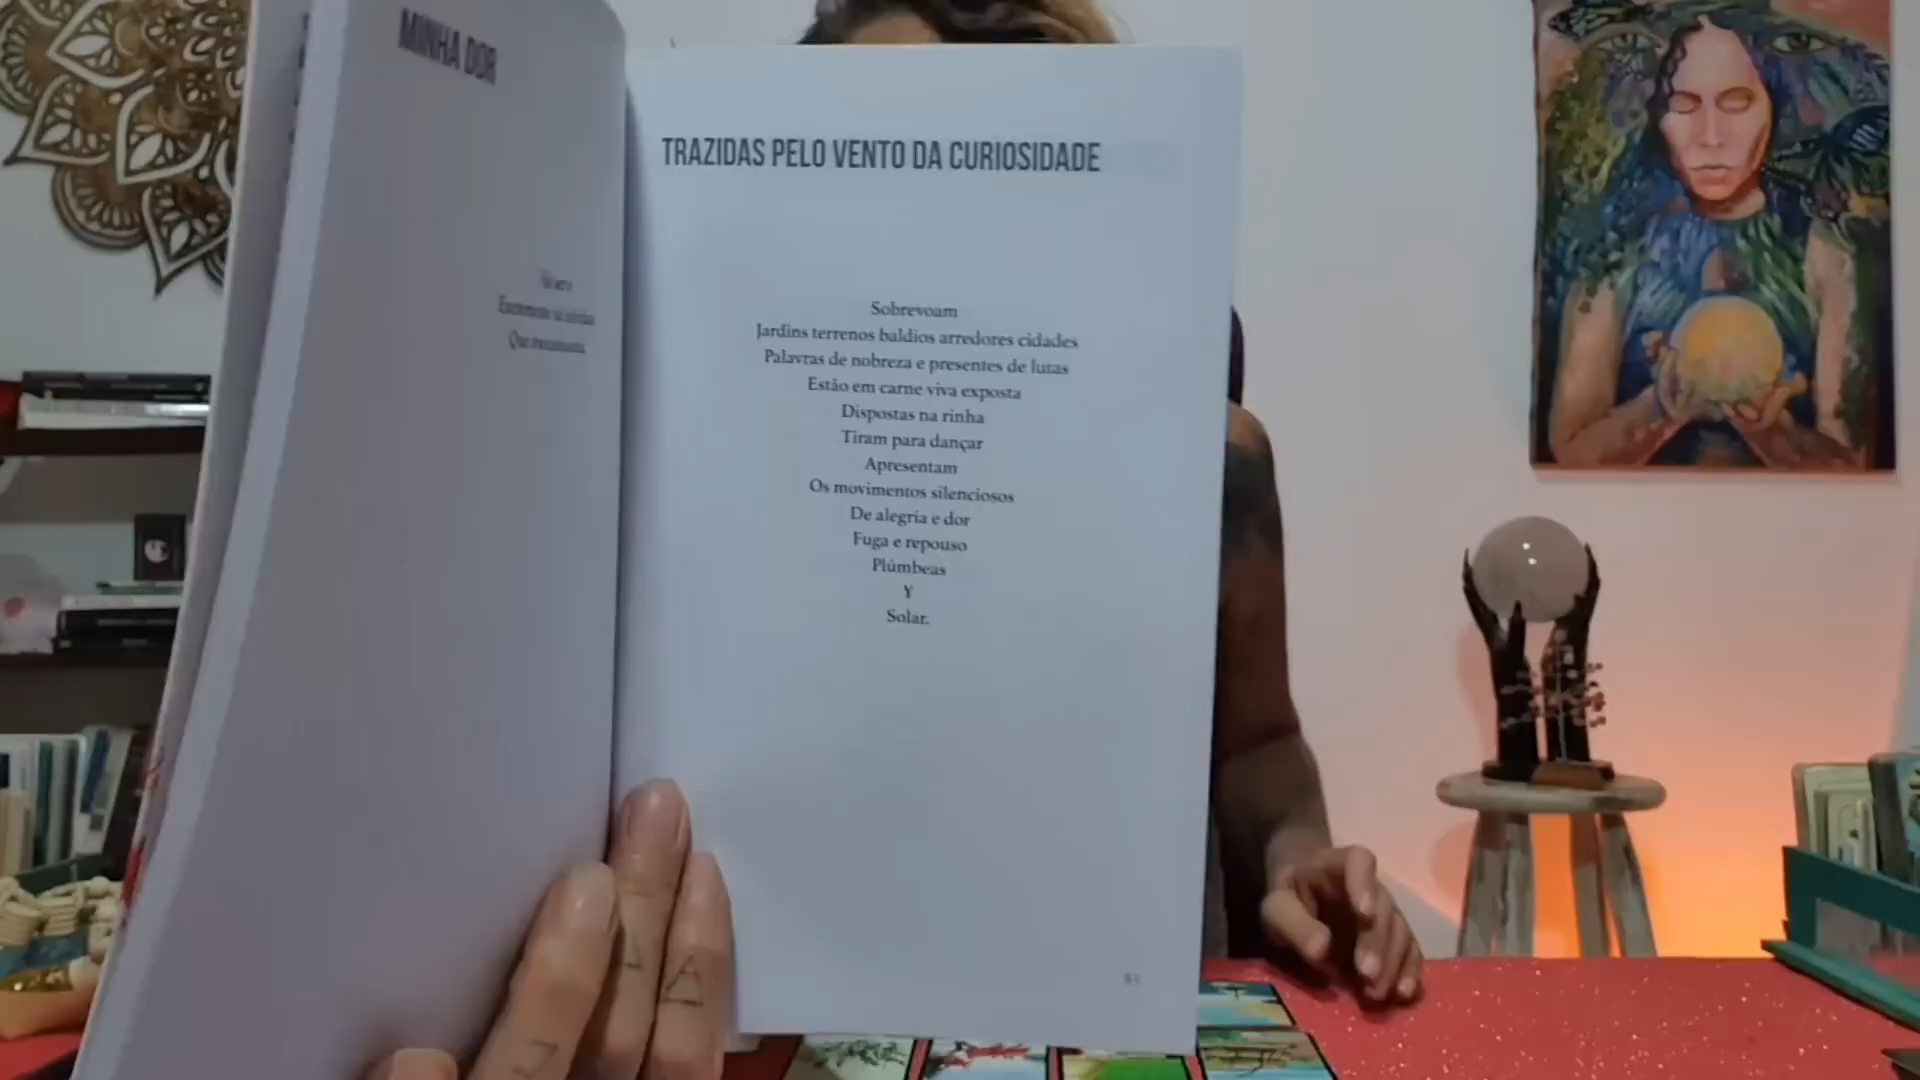 MINHA DOR
TRAZIDAS PELO VENTO DA CURIOSIDADE
Sobrevoam
Jardins terrenos baldios arredores cidades
Palavras de nobreza e presentes de lutas
Estão em carne viva exposta
Dispostas na rinha
Tiram para dançar
Apresentam
Os movimentos silenciosos
De alegria e dor
Fuga e repouso
Plúmbeas
Y
Solar.